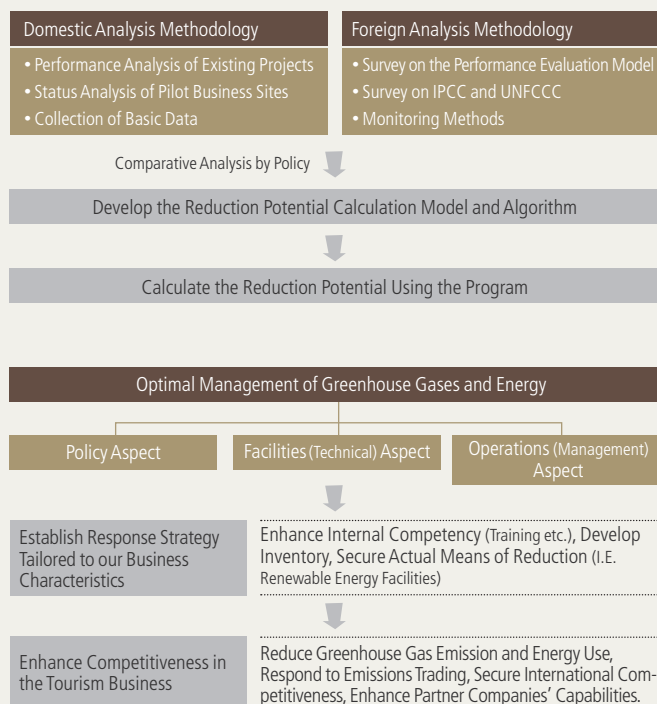 Domestic Analysis Methodology
• Performance Analysis of Existing Projects
• Status Analysis of Pilot Business Sites
• Collection of Basic Data
Foreign Analysis Methodology
• Survey on the Performance Evaluation Model
• Survey on IPCC and UNFCCC
• Monitoring Methods
Comparative Analysis by Policy
Develop the Reduction Potential Calculation Model and Algorithm
Calculate the Reduction Potential Using the Program
Optimal Management of Greenhouse Gases and Energy
Policy Aspect
Facilities (Technical) Aspect
Operations (Management)
Aspect
Establish Response Strategy
Tailored to our Business
Characteristics
Enhance Internal Competency (Training etc.), Develop
Inventory, Secure Actual Means of Reduction (I.E.
Renewable Energy Facilities)
Enhance Competitiveness in
the Tourism Business
Reduce Greenhouse Gas Emission and Energy Use,
Respond to Emissions Trading, Secure International Com-
petitiveness, Enhance Partner Companies’ Capabilities.